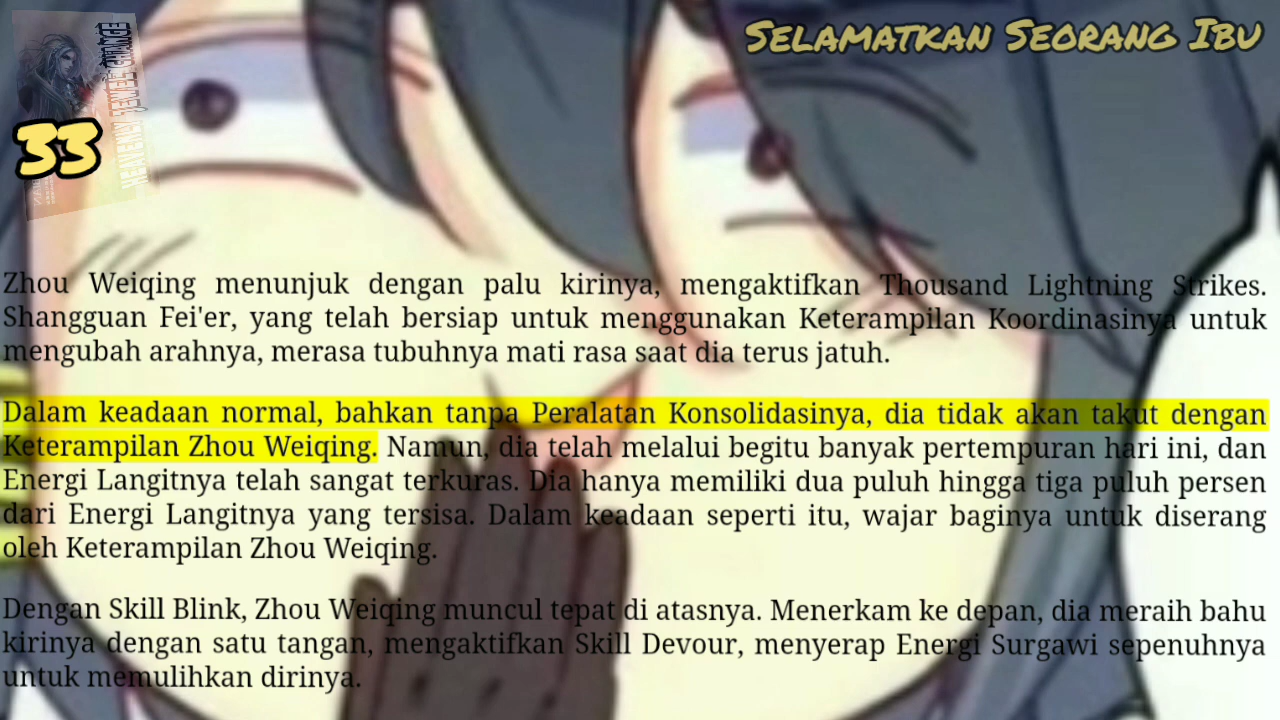 Selamatkan Seorang Ibu
HEAVENLY JEWEL CHANGE
33
Zhou Weiqing menunjuk dengan palu kirinya, mengaktifkan Thousand Lightning Strikes.
Shangguan Fei'er, yang telah bersiap untuk menggunakan Keterampilan Koordinasinya untuk
mengubah arahnya, merasa tubuhnya mati rasa saat dia terus jatuh.
Dalam keadaan normal, bahkan tanpa Peralatan Konsolidasinya, dia tidak akan takut dengan
Keterampilan Zhou Weiqing. Namun, dia telah melalui begitu banyak pertempuran hari ini, dan
Energi Langitnya telah sangat terkuras. Dia hanya memiliki dua puluh hingga tiga puluh persen
dari Energi Langitnya yang tersisa. Dalam keadaan seperti itu, wajar baginya untuk diserang
oleh Keterampilan Zhou Weiqing.
Dengan Skill Blink, Zhou Weiqing muncul tepat di atasnya. Menerkam ke depan, dia meraih bahu
kirinya dengan satu tangan, mengaktifkan Skill Devour, menyerap Energi Surgawi sepenuhnya
untuk memulihkan dirinya.